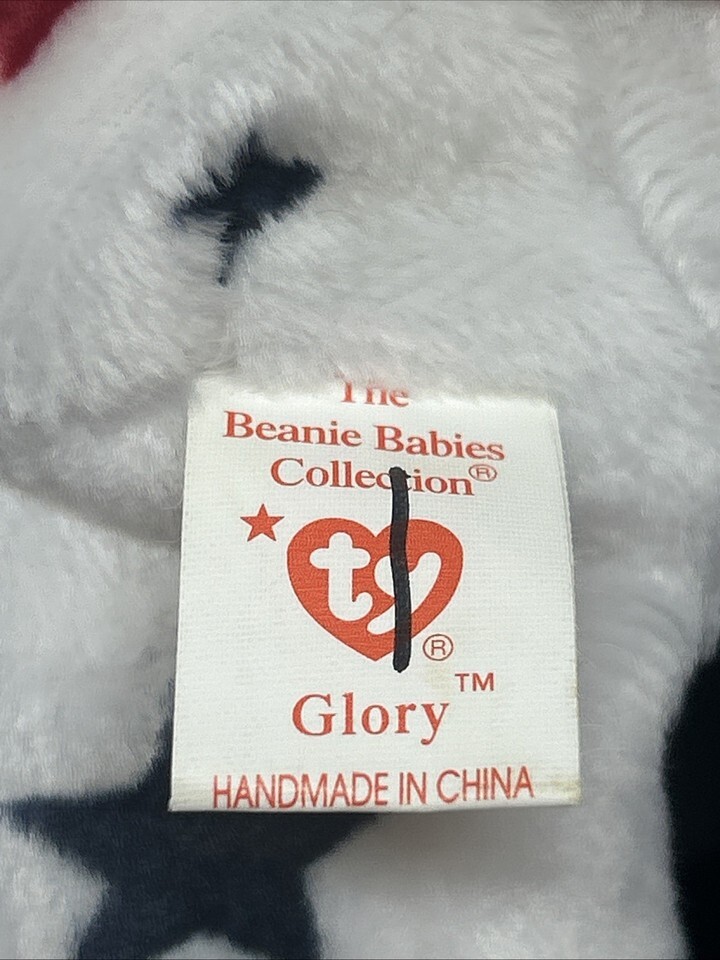 The
Beanie Babies
Collection®
ty®
Glory™
HANDMADE IN CHINA